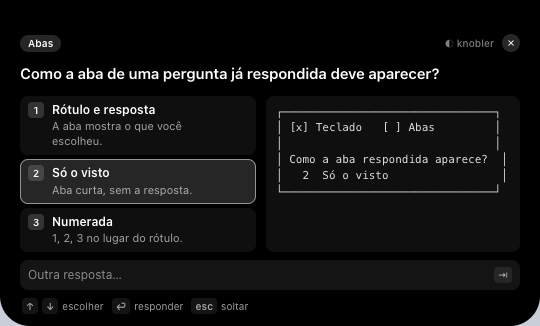 Abas
knobler
Como a aba de uma pergunta já respondida deve aparecer?
1 Rótulo e resposta
A aba mostra o que você
escolheu.
2 Só o visto
Aba curta, sem a resposta.
3 Numerada
1, 2, 3 no lugar do rótulo.
[x] Teclado [ ] Abas
Como a aba respondida aparece?
2 Só o visto
Outra resposta...
↑ ↓ escolher ↵ responder esc soltar